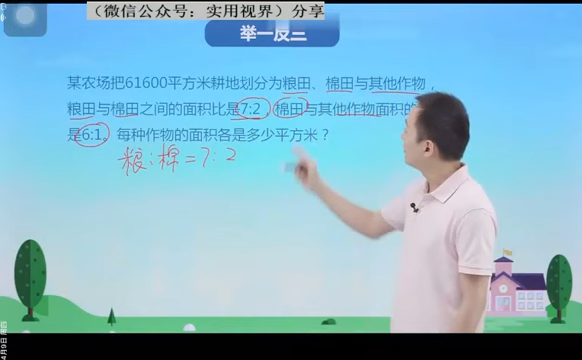 （微信公众号：实用视界）分享
举一反三
某农场把61600平方米耕地划分为粮田、棉田与其他作物，
粮田与棉田之间的面积比是7:2，棉田与其他作物面积的
是6:1。每种作物的面积各是多少平方米？
粮:棉=7:2